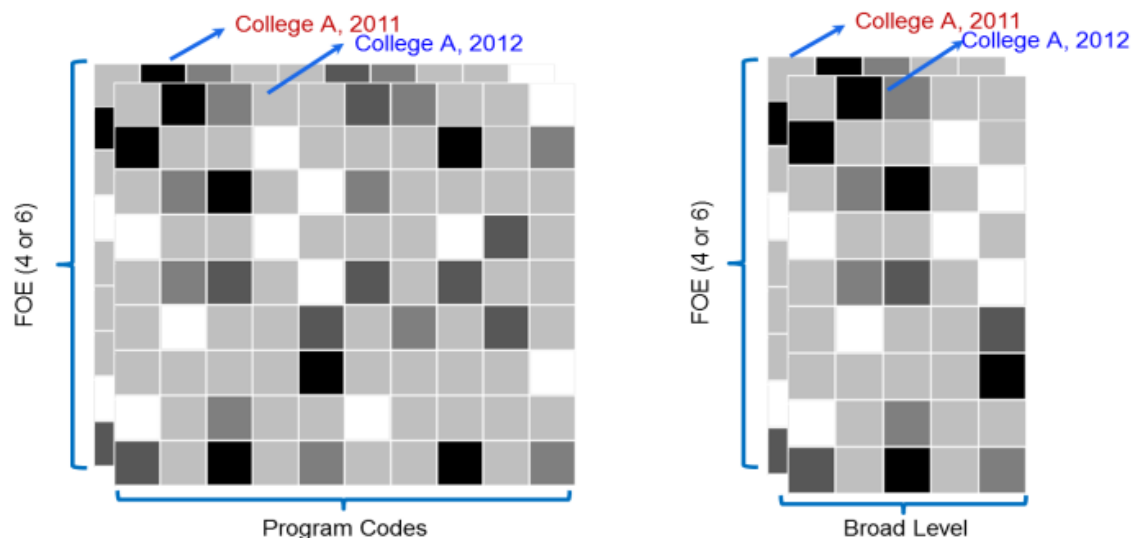 College A, 2011
College A, 2012
FOE (4 or 6)
Program Codes
College A, 2011
College A, 2012
FOE (4 or 6)
Broad Level